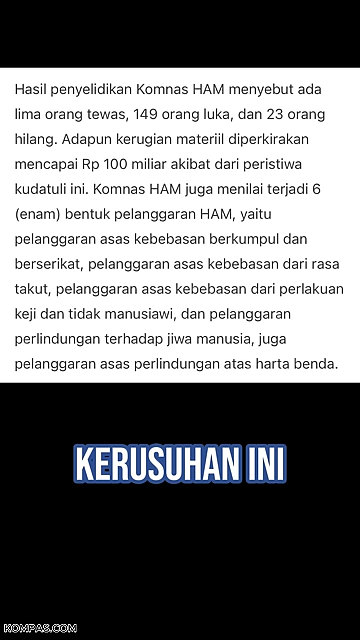 Hasil penyelidikan Komnas HAM menyebut ada
lima orang tewas, 149 orang luka, dan 23 orang
hilang. Adapun kerugian materiil diperkirakan
mencapai Rp 100 miliar akibat dari peristiwa
kudatuli ini. Komnas HAM juga menilai terjadi 6
(enam) bentuk pelanggaran HAM, yaitu
pelanggaran asas kebebasan berkumpul dan
berserikat, pelanggaran asas kebebasan dari rasa
takut, pelanggaran asas kebebasan dari perlakuan
keji dan tidak manusiawi, dan pelanggaran
perlindungan terhadap jiwa manusia, juga
pelanggaran asas perlindungan atas harta benda.
KERUSUHAN INI
KOMPAS.COM